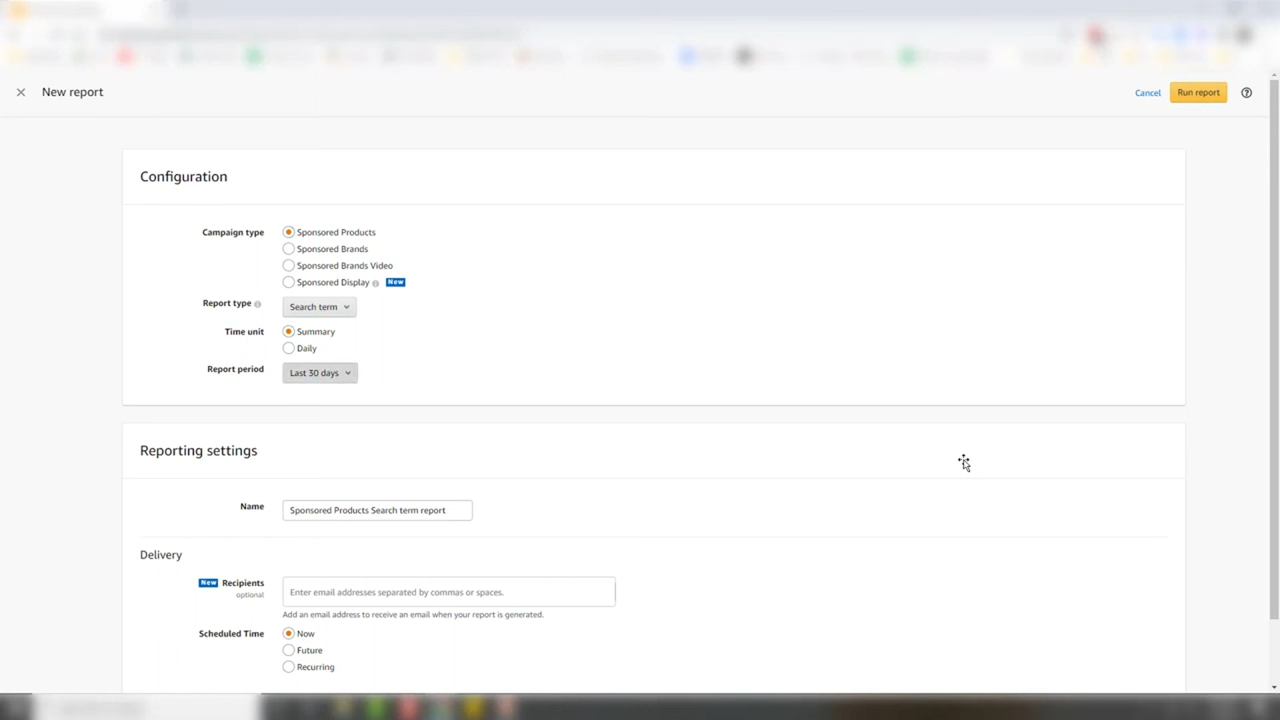 New report
Cancel
Run report
Configuration
Campaign type
Sponsored Products
Sponsored Brands
Sponsored Brands Video
Sponsored Display New
Report type
Search term
Time unit
Summary
Daily
Report period
Last 30 days
Reporting settings
Name
Sponsored Products Search term report
Delivery
New Recipients
optional
Enter email addresses separated by commas or spaces.
Add an email address to receive an email when your report is generated.
Scheduled Time
Now
Future
Recurring